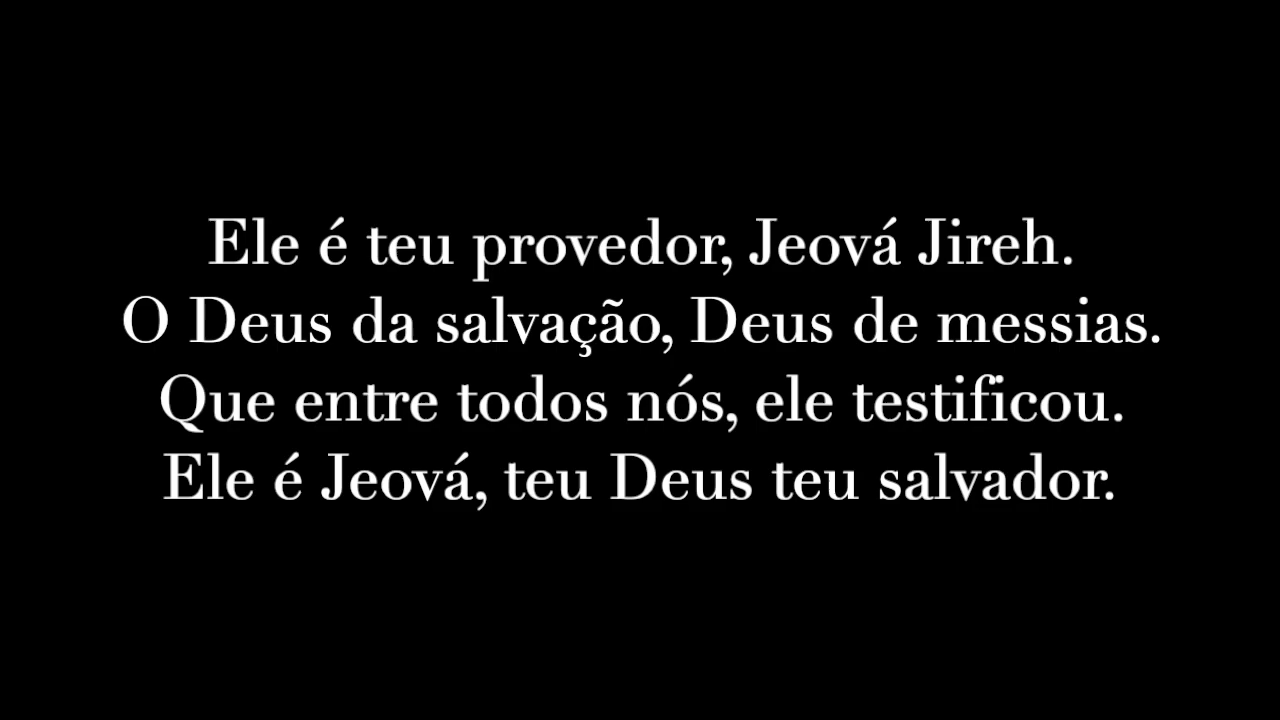 Ele é teu provedor, Jeová Jireh.
O Deus da salvação, Deus de messias.
Que entre todos nós, ele testificou.
Ele é Jeová, teu Deus teu salvador.